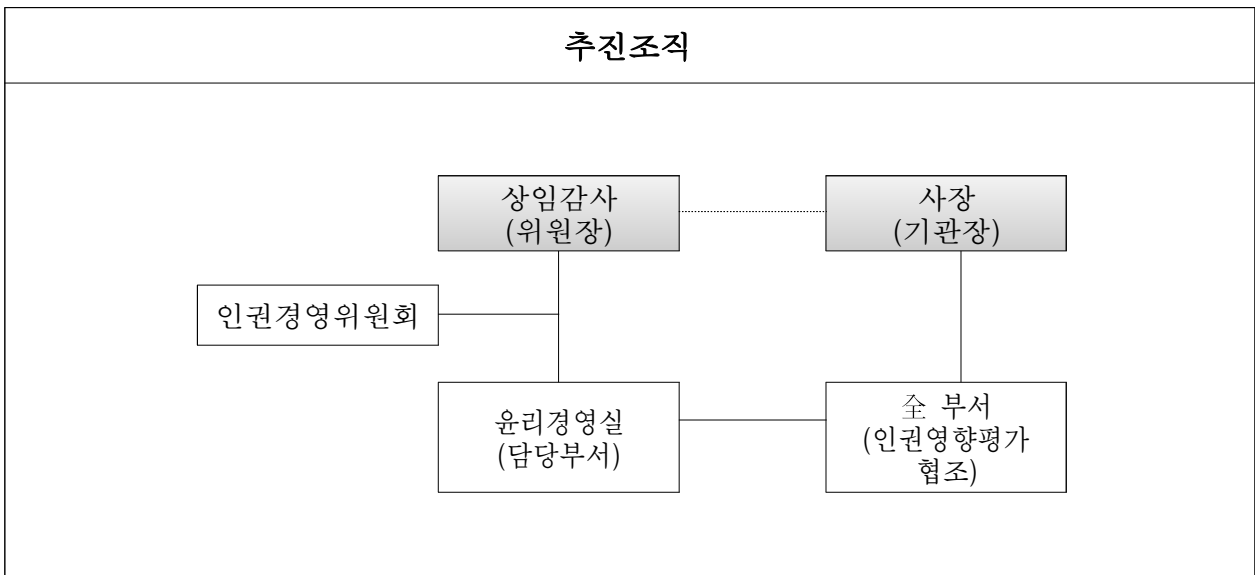 추진조직
상임감사
(위원장)
사장
(기관장)
인권경영위원회
윤리경영실
(담당부서)
全 부서
(인권영향평가
협조)